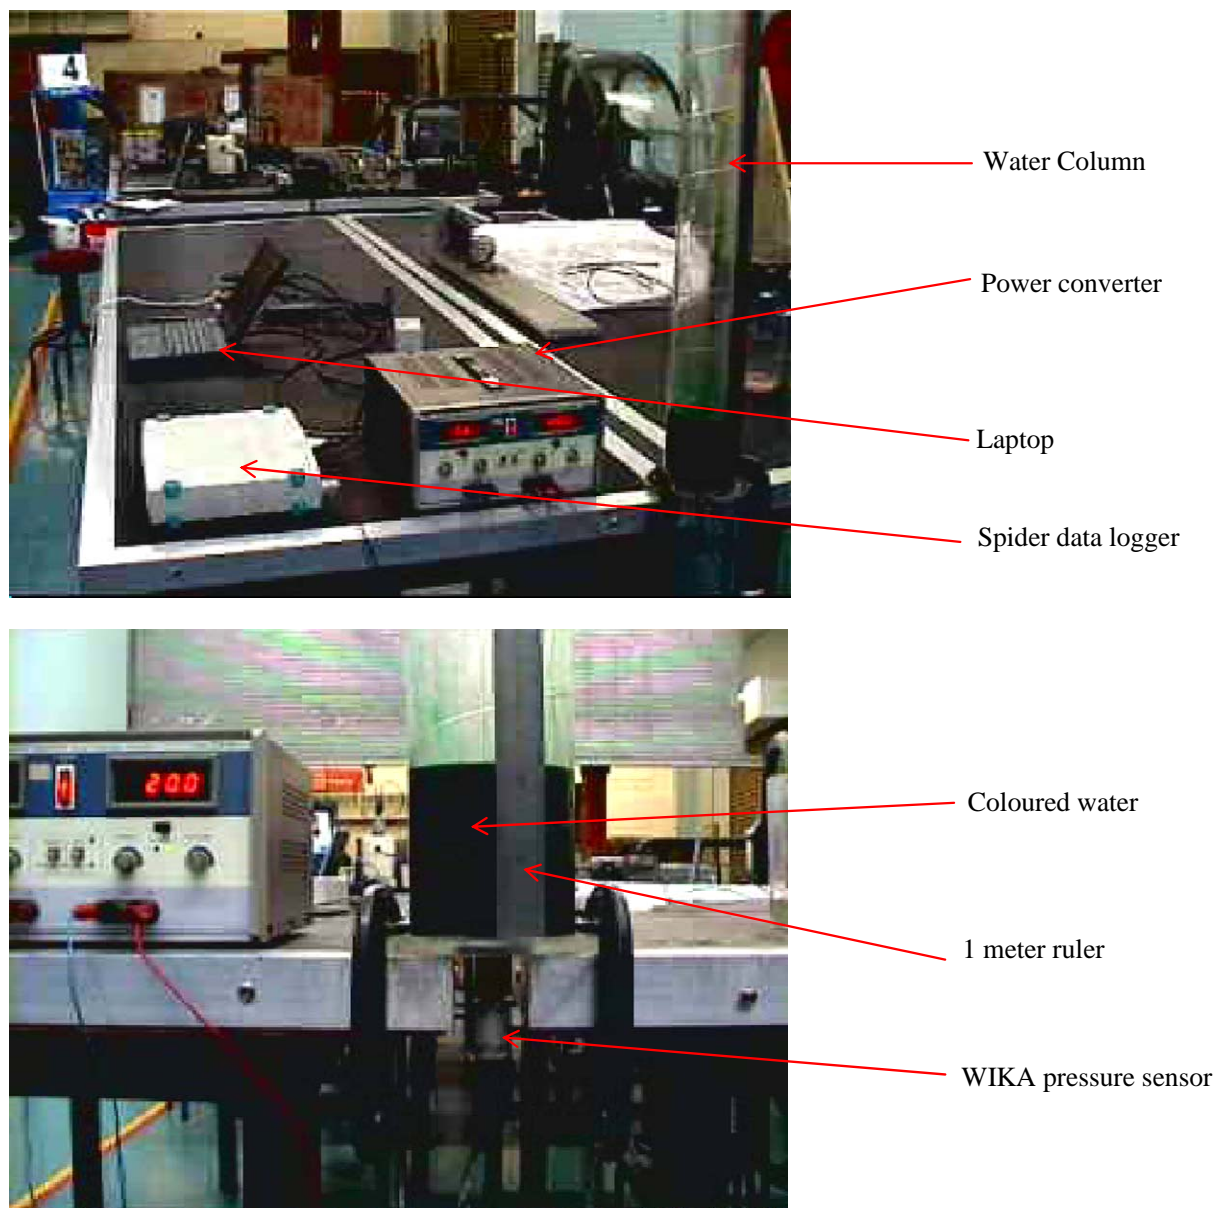 4
Water Column
Power converter
Laptop
Spider data logger
20.0
Coloured water
1 meter ruler
WIKA pressure sensor